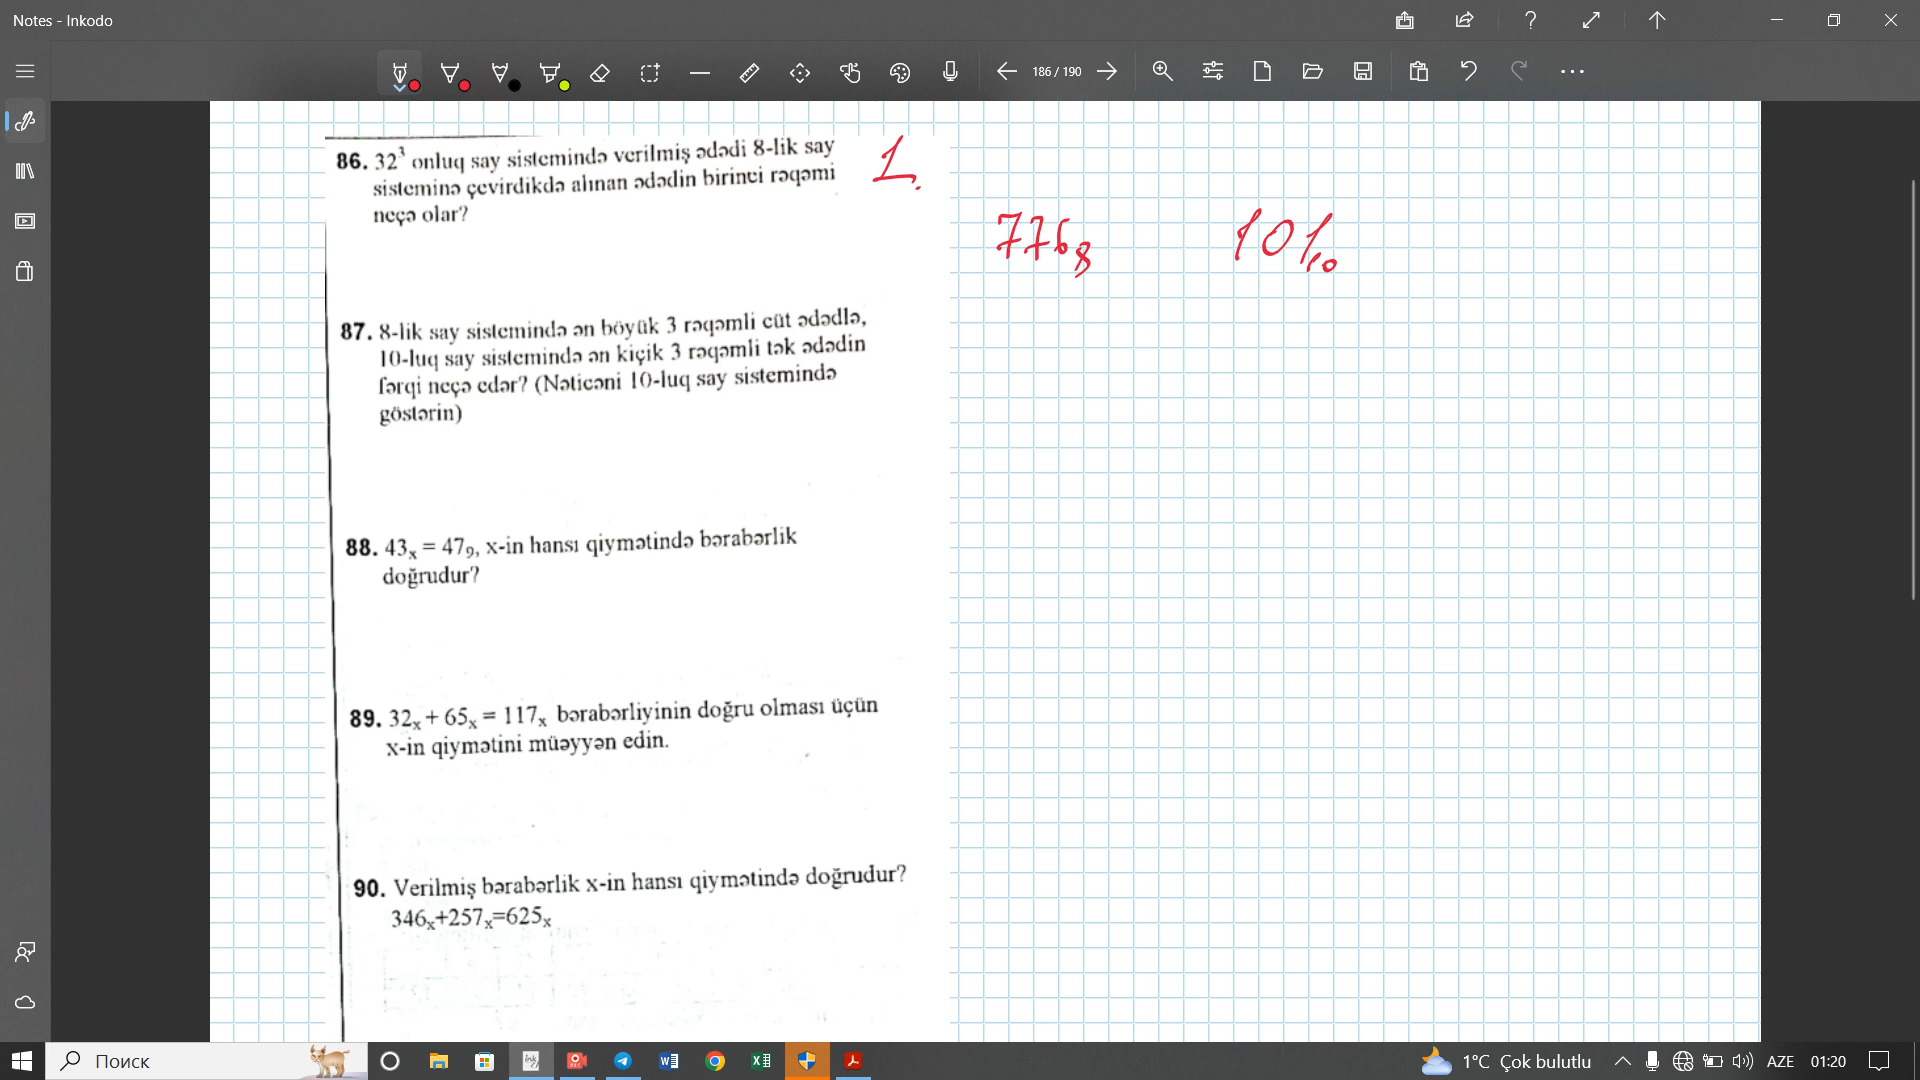 Notes - Inkodo
186 / 190
86. 32³ onluq say sistemində verilmiş ədədi 8-lik say
sisteminə çevirdikdə alınan ədədin birinci rəqəmi
neçə olar?
1.
776₈
101₁₀
87. 8-lik say sistemində ən böyük 3 rəqəmli cüt ədədlə,
10-luq say sistemində ən kiçik 3 rəqəmli tək ədədin
fərqi neçə edər? (Nəticəni 10-luq say sistemində
göstərin)
88. 43ₓ = 47₉, x-in hansı qiymətində bərabərlik
doğrudur?
89. 32ₓ + 65ₓ = 117ₓ bərabərliyinin doğru olması üçün
x-in qiymətini müəyyən edin.
90. Verilmiş bərabərlik x-in hansı qiymətində doğrudur?
346ₓ+257ₓ=625ₓ
Поиск
1°C Çok bulutlu
AZE
01:20